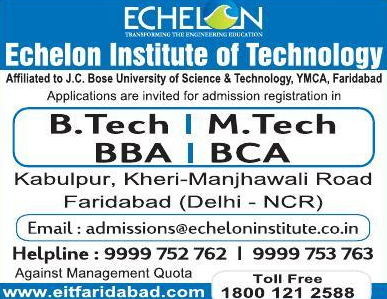 ECHELON
TRANSFORMING THE ENGINEERING EDUCATION
Echelon Institute of Technology
Affiliated to J.C. Bose University of Science & Technology, YMCA, Faridabad
Applications are invited for admission registration in
B.Tech | M.Tech
BBA | BCA
Kabulpur, Kheri-Manjhawali Road
Faridabad (Delhi - NCR)
Email : admissions@echeloninstitute.co.in
Helpline : 9999 752 762 | 9999 753 763
Against Management Quota
Toll Free
www.eitfaridabad.com 1800 121 2588